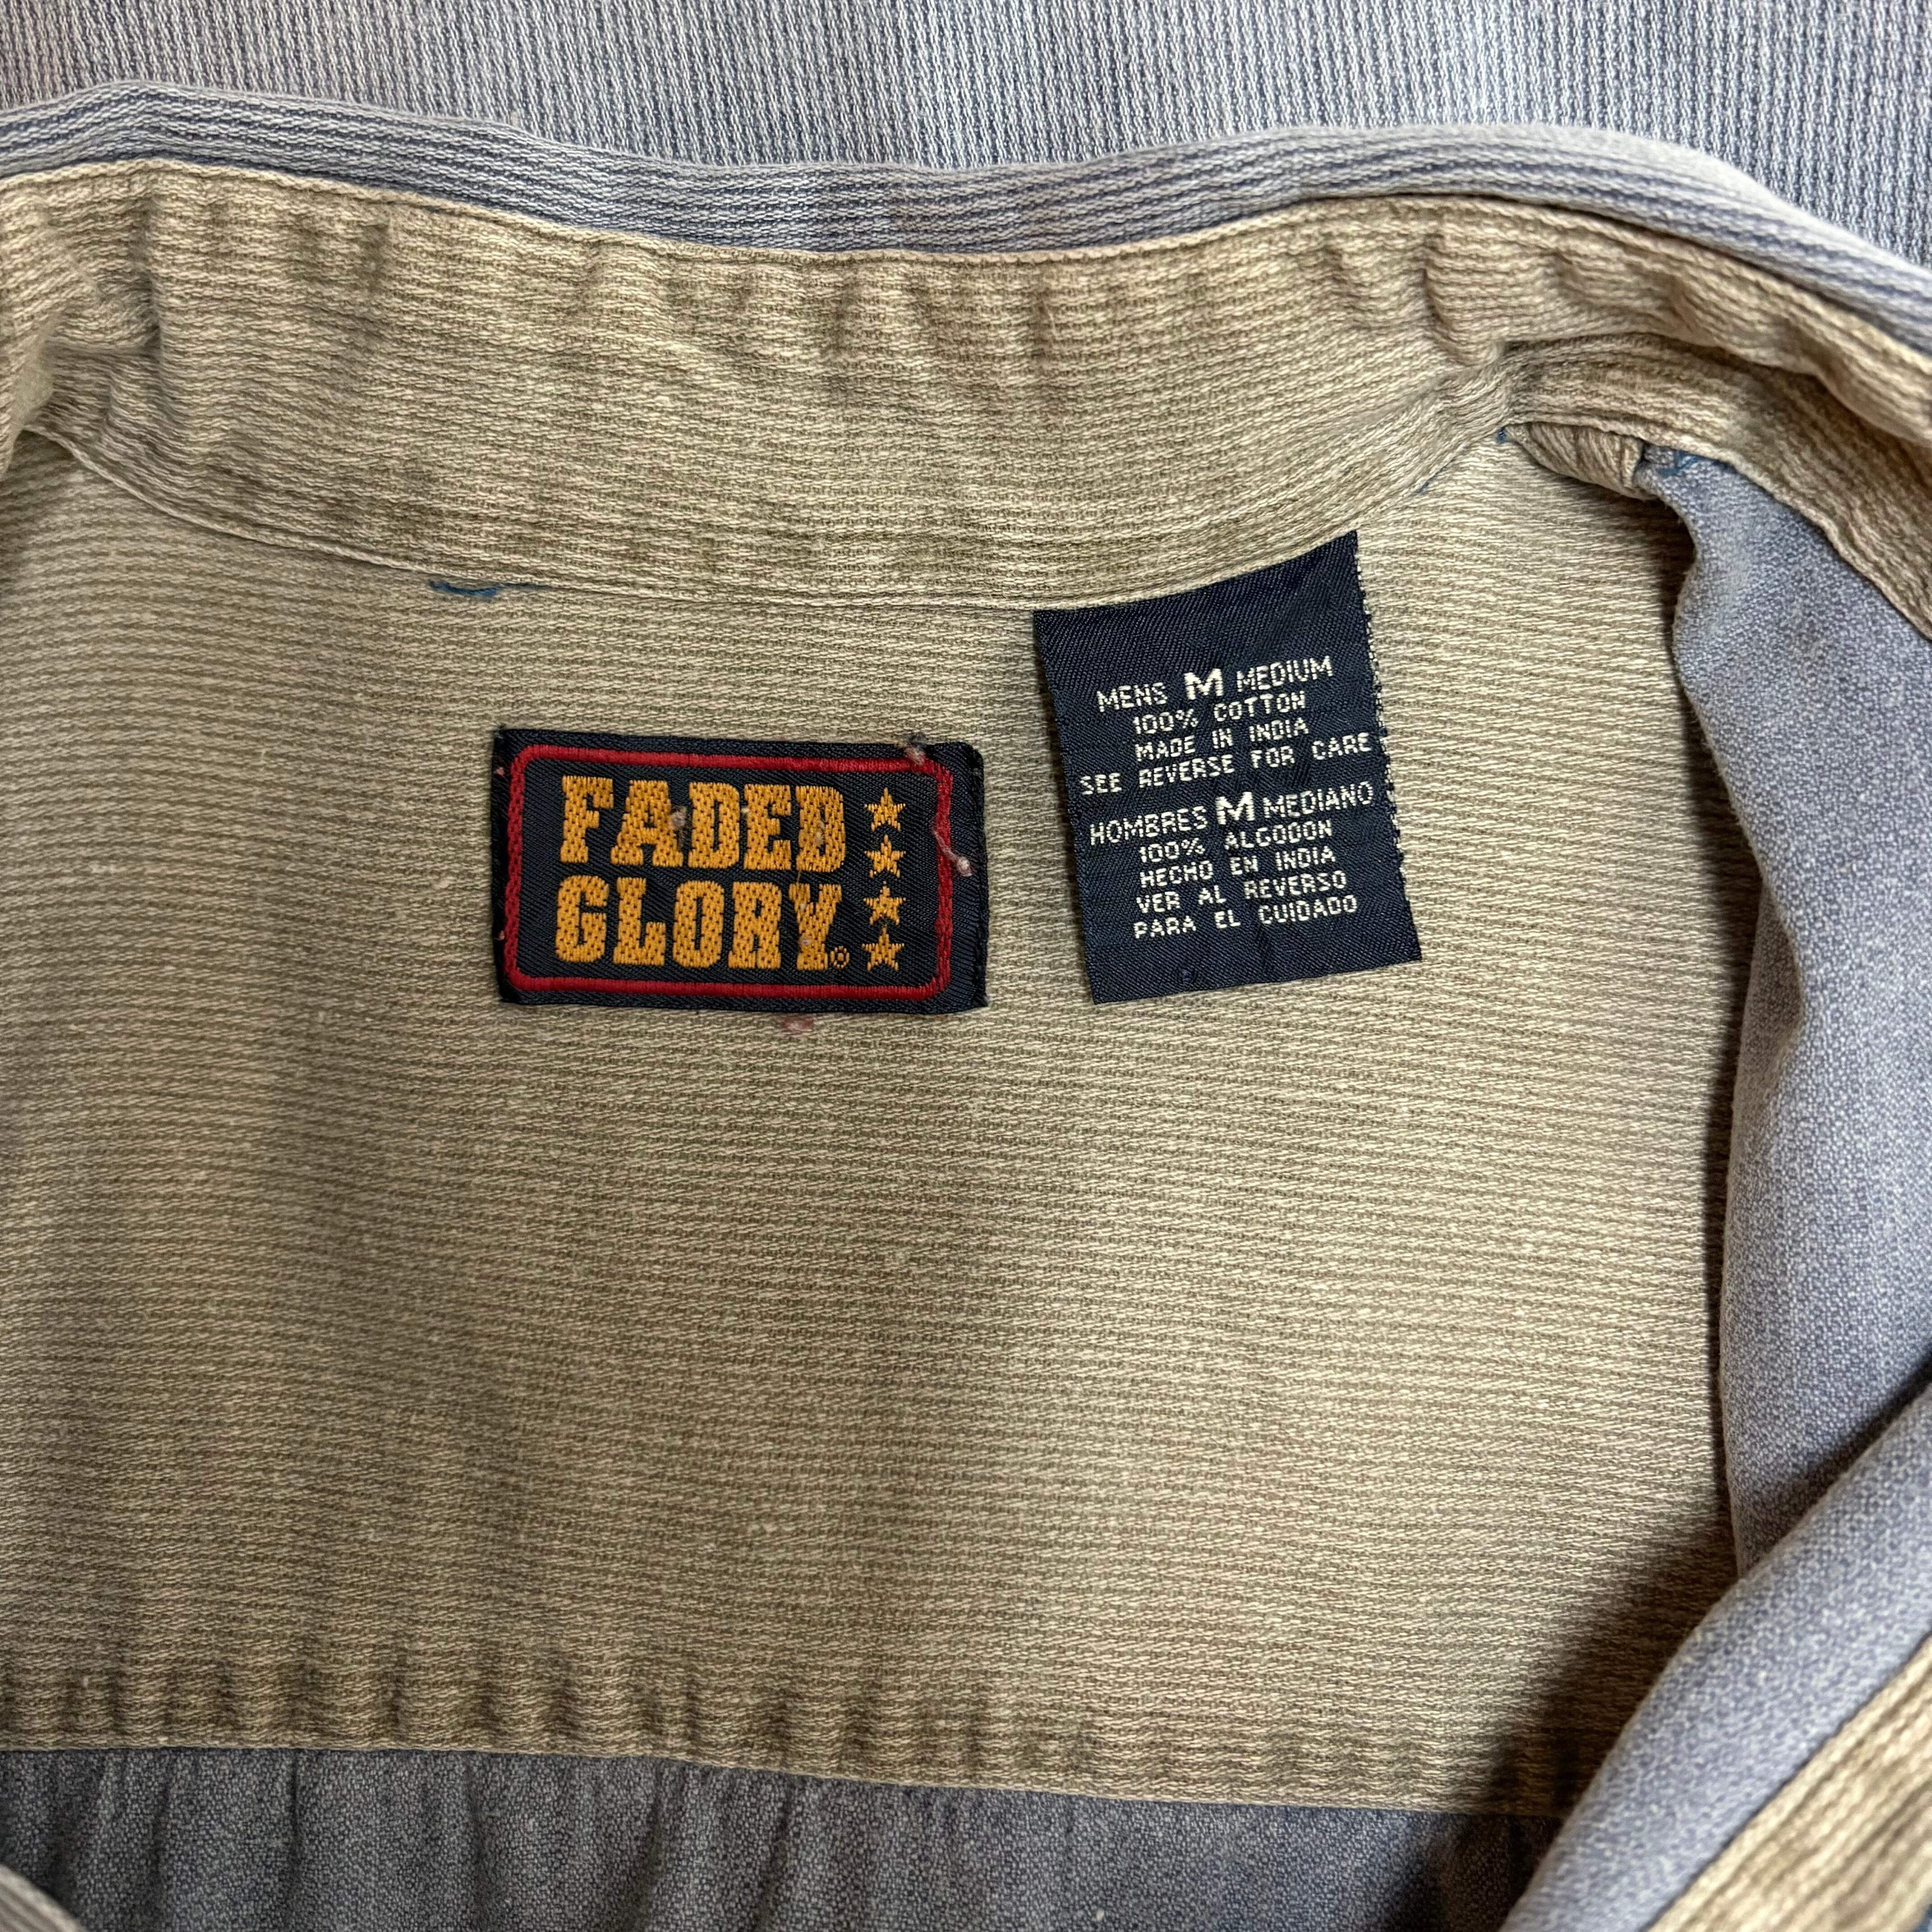 FADED
GLORY®
MENS M MEDIUM
100% COTTON
MADE IN INDIA
SEE REVERSE FOR CARE
HOMBRES M MEDIANO
100% ALGODON
HECHO EN INDIA
VER AL REVERSO
PARA EL CUIDADO